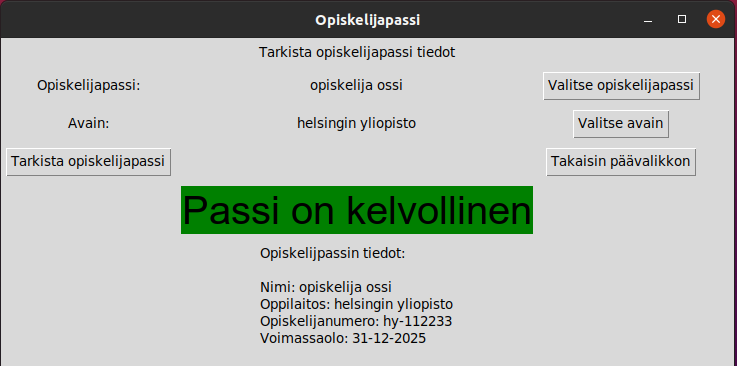 Opiskelijapassi
Tarkista opiskelijapassi tiedot
Opiskelijapassi: opiskelija ossi Valitse opiskelijapassi
Avain: helsingin yliopisto Valitse avain
Tarkista opiskelijapassi Takaisin päävalikkon
Passi on kelvollinen
Opiskelijpassin tiedot:
Nimi: opiskelija ossi
Oppilaitos: helsingin yliopisto
Opiskelijanumero: hy-112233
Voimassaolo: 31-12-2025